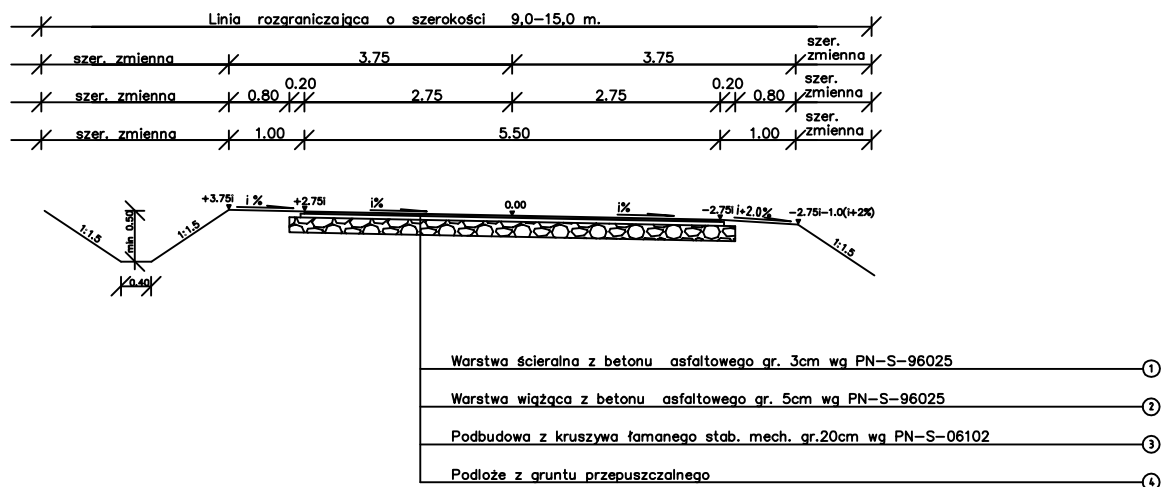 Linia rozgraniczająca o szerokości 9,0-15,0 m.
szer. zmienna 3.75 3.75 szer. zmienna
szer. zmienna 0.80 0.20 2.75 2.75 0.20 0.80 szer. zmienna
szer. zmienna 1.00 5.50 1.00 szer. zmienna
+3.75i i% +2.75i i% 0.00 i% -2.75i i+2.0% -2.75i-1.0(i+2%)
1:1.5 min 0.50 1:1.5 1:1.5
0.40
Warstwa ścieralna z betonu asfaltowego gr. 3cm wg PN-S-96025 1
Warstwa wiążąca z betonu asfaltowego gr. 5cm wg PN-S-96025 2
Podbudowa z kruszywa łamanego stab. mech. gr.20cm wg PN-S-06102 3
Podloże z gruntu przepuszczalnego 4